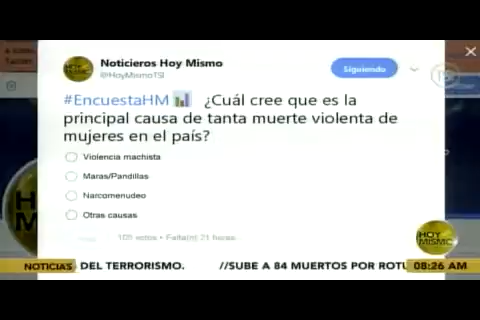 Noticieros Hoy Mismo
@HoyMismoTSI
Siguiendo
#EncuestaHM ¿Cuál cree que es la
principal causa de tanta muerte violenta de
mujeres en el país?
Violencia machista
Maras/Pandillas
Narcomenudeo
Otras causas
105 votos • Falta(n) 21 horas
HOY
MISMO
HOY
MISMO
NOTICIAS DEL TERRORISMO. //SUBE A 84 MUERTOS POR ROTU 08:26 AM